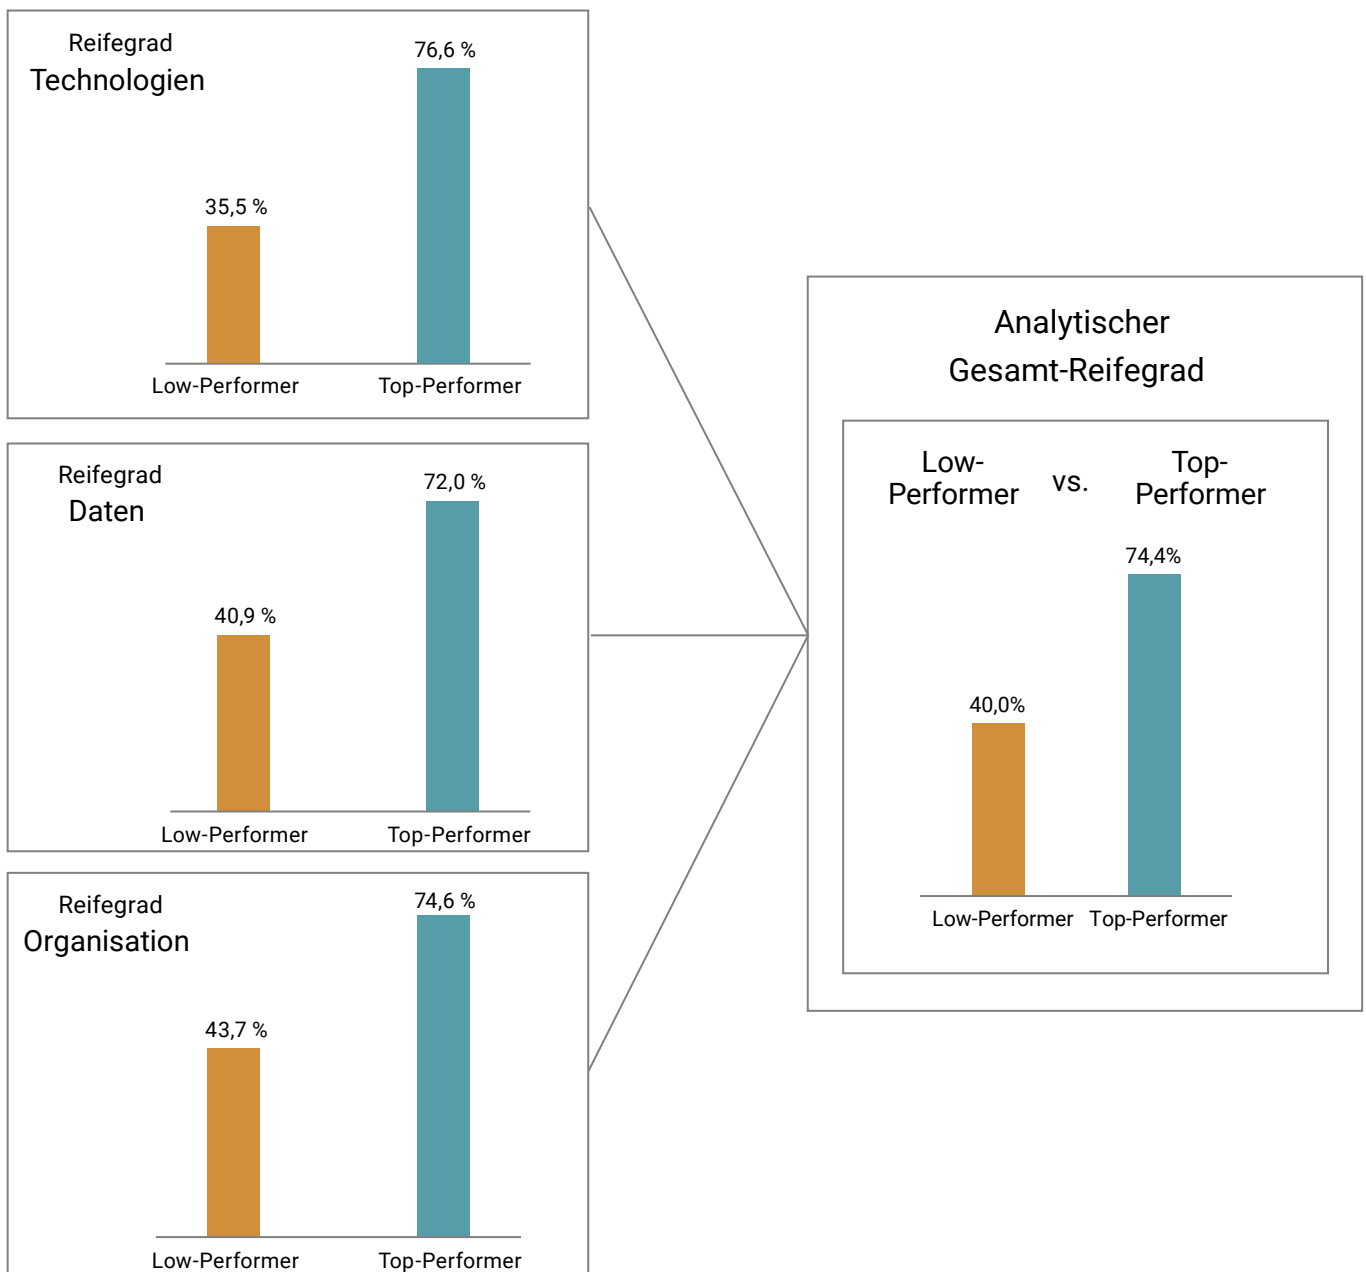 Reifegrad
Technologien
76,6 %
35,5 %
Low-Performer
Top-Performer
Reifegrad
Daten
72,0 %
40,9 %
Low-Performer
Top-Performer
Reifegrad
Organisation
74,6 %
43,7 %
Low-Performer
Top-Performer
Analytischer
Gesamt-Reifegrad
Low-
Performer
vs.
Top-
Performer
74,4%
40,0%
Low-Performer
Top-Performer